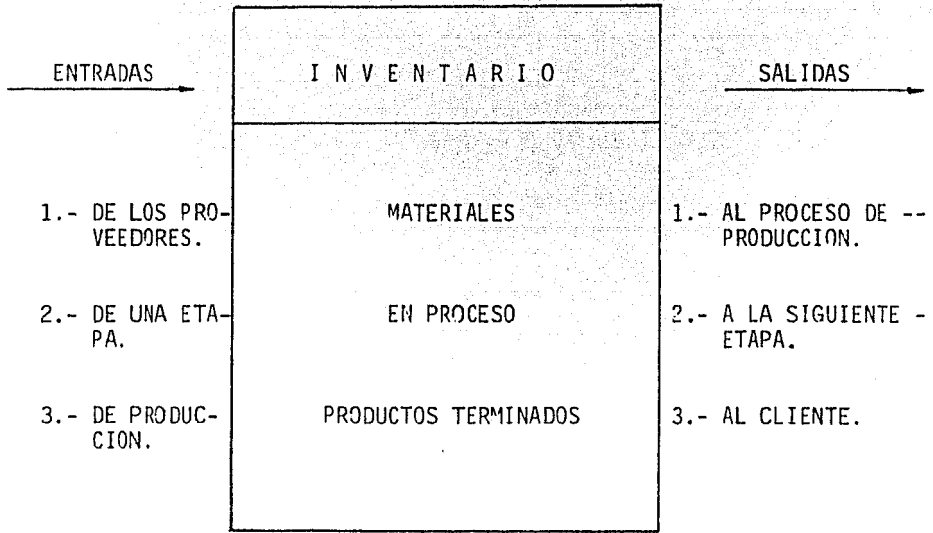 ENTRADAS
I N V E N T A R I O
SALIDAS
1.- DE LOS PRO-
VEEDORES.
MATERIALES
1.- AL PROCESO DE --
PRODUCCION.
2.- DE UNA ETA-
PA.
EN PROCESO
2.- A LA SIGUIENTE -
ETAPA.
3.- DE PRODUC-
CION.
PRODUCTOS TERMINADOS
3.- AL CLIENTE.